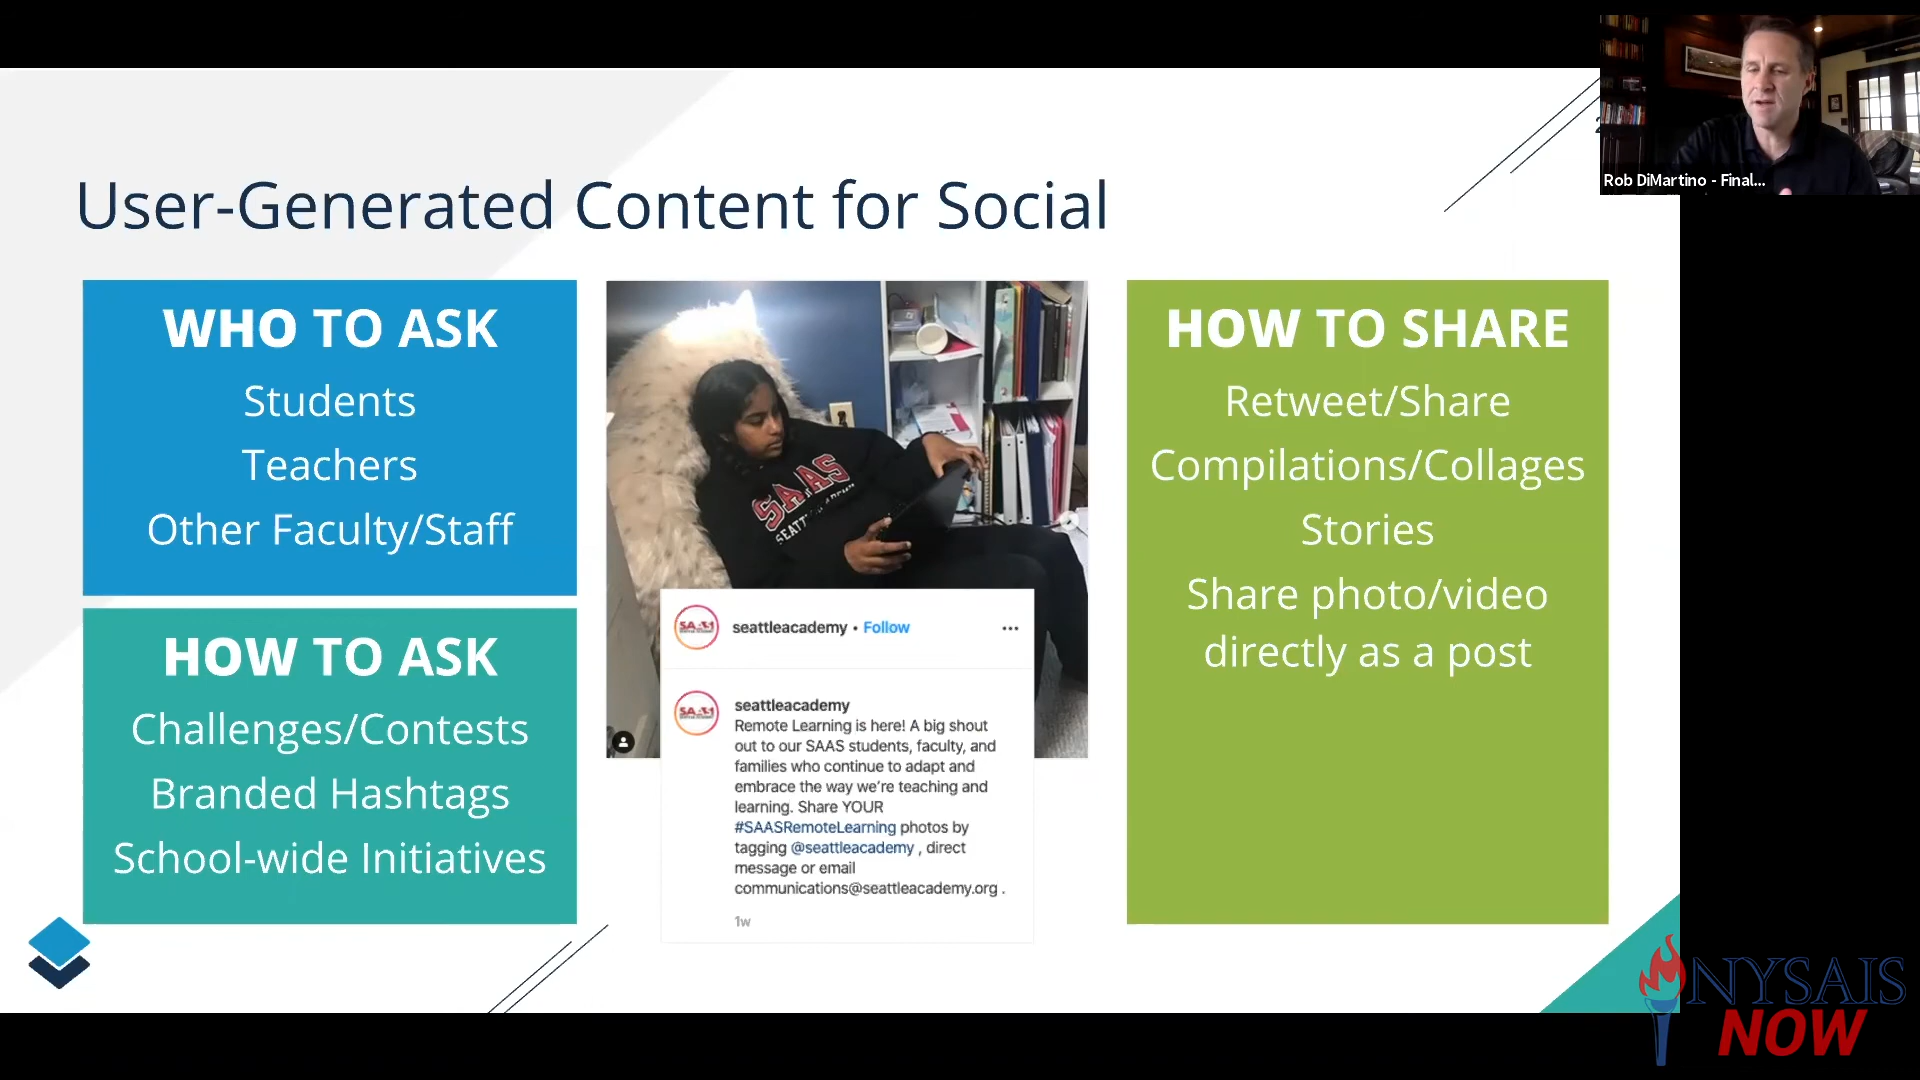 User-Generated Content for Social
WHO TO ASK
Students
Teachers
Other Faculty/Staff
HOW TO ASK
Challenges/Contests
Branded Hashtags
School-wide Initiatives
SAAS
SEATTLE ACADEMY
seattleacademy • Follow
seattleacademy
Remote Learning is here! A big shout
out to our SAAS students, faculty, and
families who continue to adapt and
embrace the way we're teaching and
learning. Share YOUR
#SAASRemoteLearning photos by
tagging @seattleacademy , direct
message or email
communications@seattleacademy.org .
1w
HOW TO SHARE
Retweet/Share
Compilations/Collages
Stories
Share photo/video
directly as a post
Rob DiMartino - Final...
NYSAIS
NOW